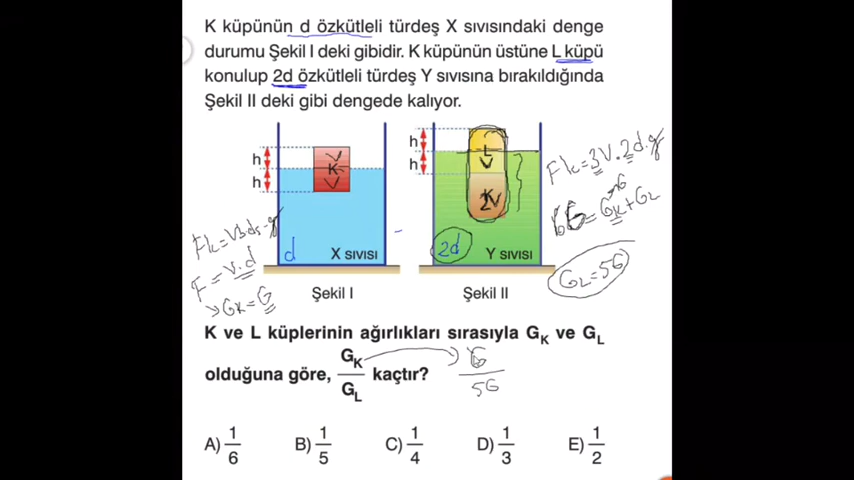 K küpünün d özkütleli türdeş X sıvısındaki denge
durumu Şekil I deki gibidir. K küpünün üstüne L küpü
konulup 2d özkütleli türdeş Y sıvısına bırakıldığında
Şekil II deki gibi dengede kalıyor.
h
h
V
K
V
d
X SIVISI
Şekil I
h
h
L
V
K
2V
2d
Y SIVISI
Şekil II
Fk = Vb.ds.g
F = V.d
GK = G
Fk = 3V.2d.g
6G = GK + GL
GL = 5G
K ve L küplerinin ağırlıkları sırasıyla GK ve GL
olduğuna göre, GK/GL kaçtır?
G/5G
A) 1/6 B) 1/5 C) 1/4 D) 1/3 E) 1/2